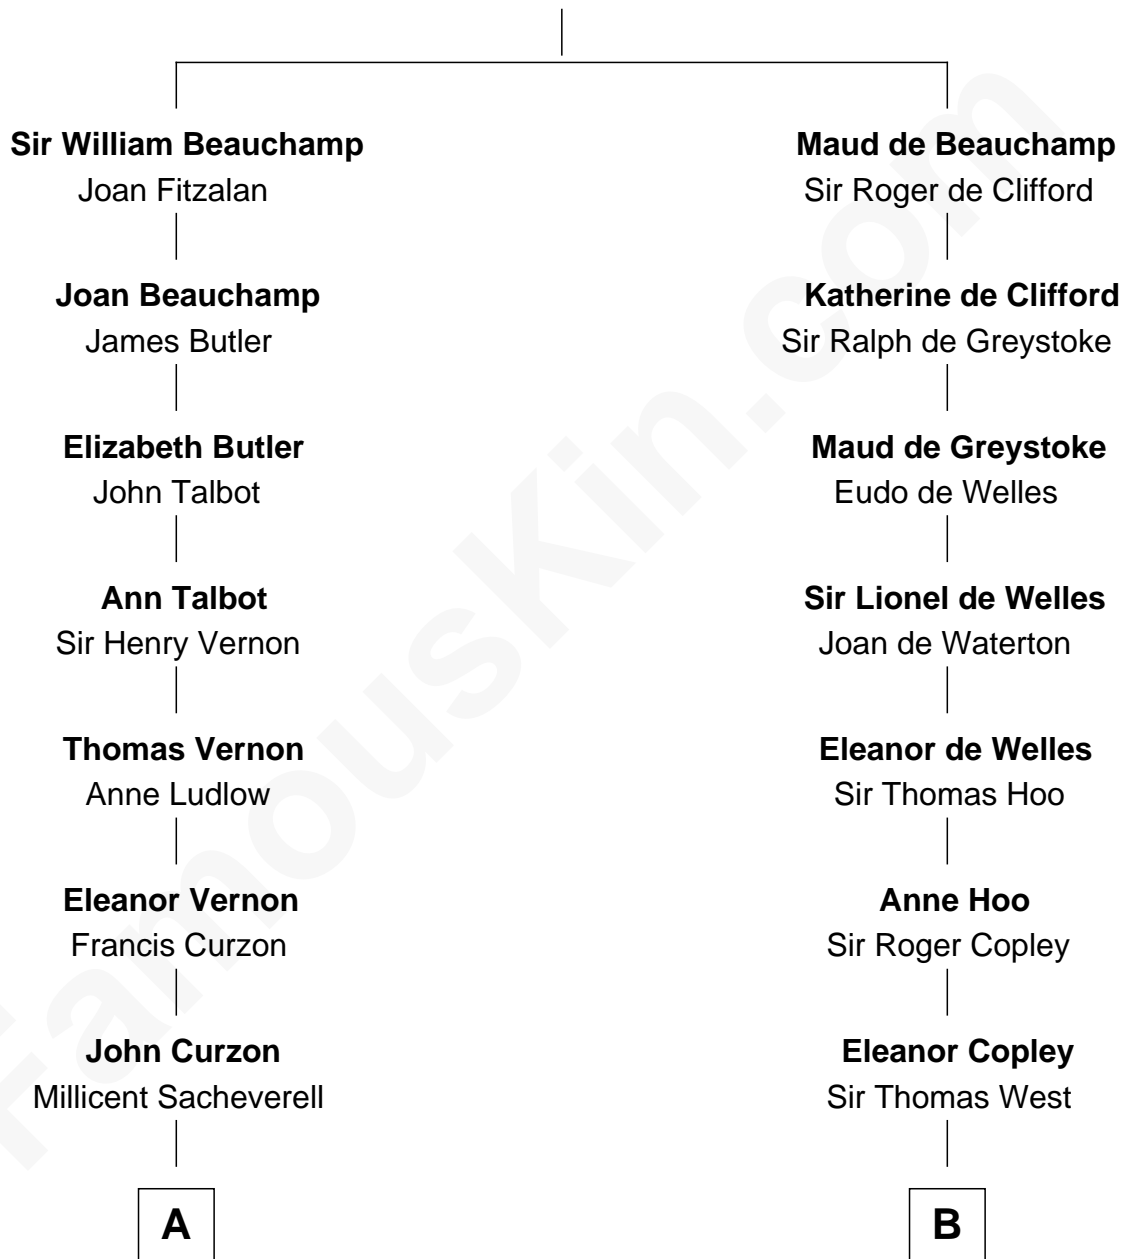 Sir William Beauchamp
Joan Fitzalan
Joan Beauchamp
James Butler
Elizabeth Butler
John Talbot
Ann Talbot
Sir Henry Vernon
Thomas Vernon
Anne Ludlow
Eleanor Vernon
Francis Curzon
John Curzon
Millicent Sacheverell
A
Maud de Beauchamp
Sir Roger de Clifford
Katherine de Clifford
Sir Ralph de Greystoke
Maud de Greystoke
Eudo de Welles
Sir Lionel de Welles
Joan de Waterton
Eleanor de Welles
Sir Thomas Hoo
Anne Hoo
Sir Roger Copley
Eleanor Copley
Sir Thomas West
B
FamousKin.com